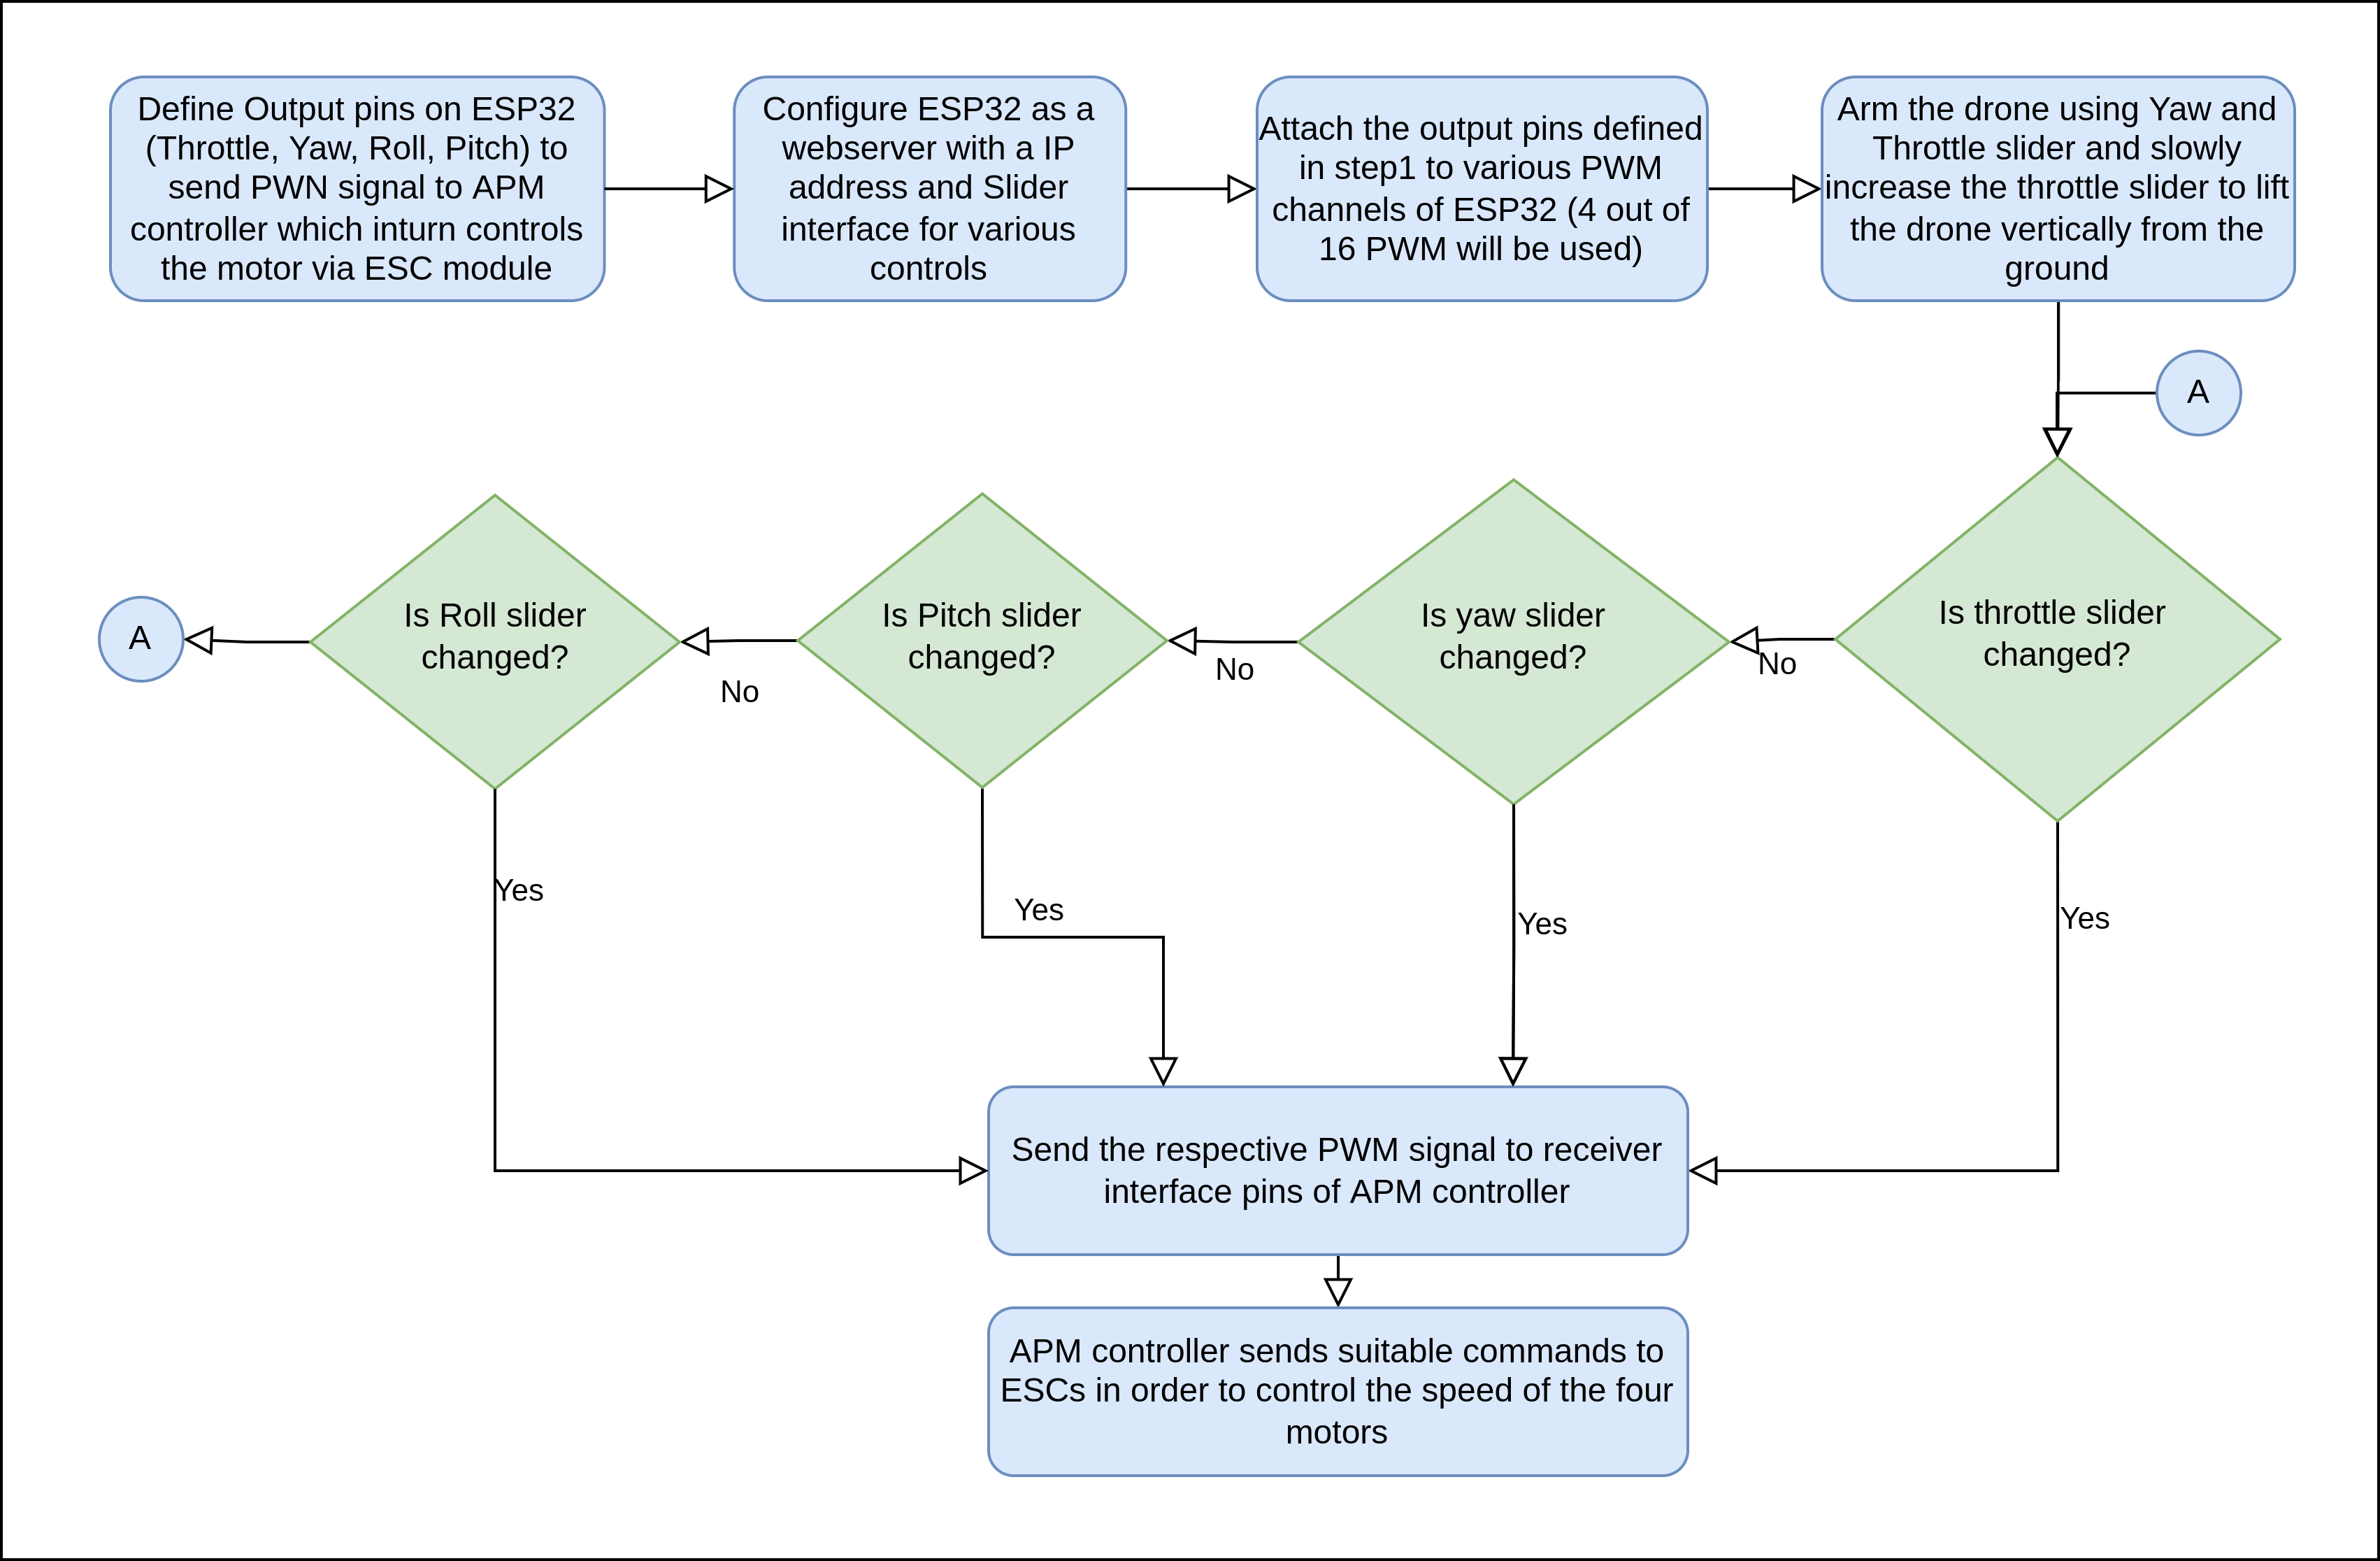 Define Output pins on ESP32
(Throttle, Yaw, Roll, Pitch) to
send PWN signal to APM
controller which inturn controls
the motor via ESC module
Configure ESP32 as a
webserver with a IP
address and Slider
interface for various
controls
Attach the output pins defined
in step1 to various PWM
channels of ESP32 (4 out of
16 PWM will be used)
Arm the drone using Yaw and
Throttle slider and slowly
increase the throttle slider to lift
the drone vertically from the
ground
A
Is throttle slider
changed?
No
Is yaw slider
changed?
No
Is Pitch slider
changed?
No
Is Roll slider
changed?
A
Yes
Yes
Yes
Yes
Send the respective PWM signal to receiver
interface pins of APM controller
APM controller sends suitable commands to
ESCs in order to control the speed of the four
motors